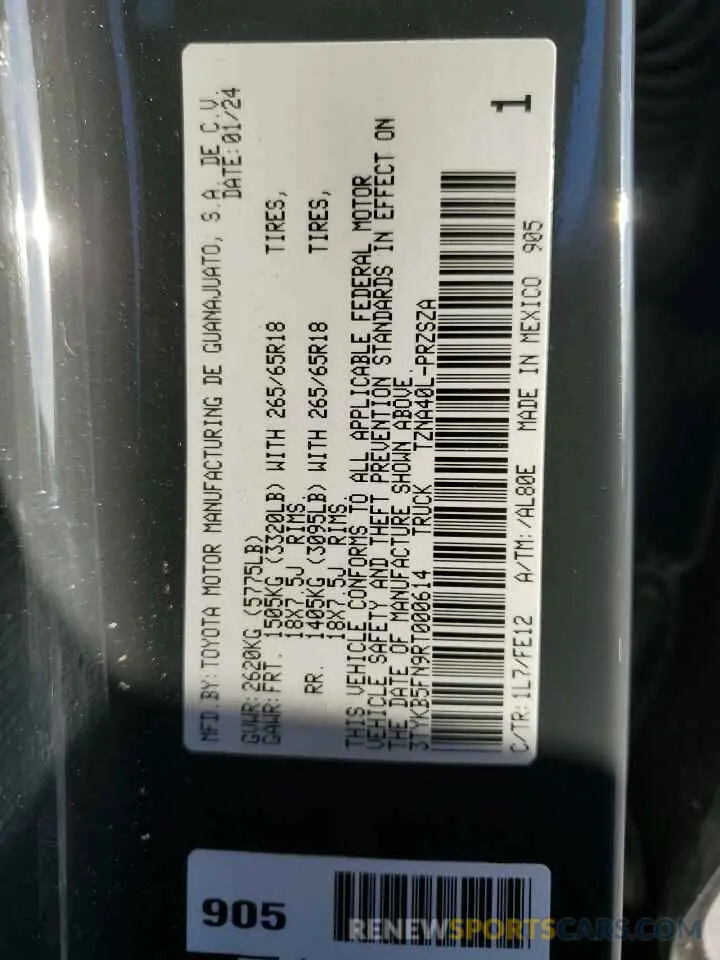 MFD.BY:TOYOTA MOTOR MANUFACTURING DE GUANAJUATO, S.A. DE C.V.
DATE:01/24
GVWR:2620KG (5775LB)
GAWR:FRT. 1505KG (3320LB) WITH 265/65R18 TIRES,
18X7.5J RIMS.
RR. 1405KG (3095LB) WITH 265/65R18 TIRES,
18X7.5J RIMS.
THIS VEHICLE CONFORMS TO ALL APPLICABLE FEDERAL MOTOR
VEHICLE SAFETY AND THEFT PREVENTION STANDARDS IN EFFECT ON
THE DATE OF MANUFACTURE SHOWN ABOVE.
3TYKB5FN9RT000614 TRUCK TZNA40L-PRZSZA
C/TR:1L7/FE12 A/TM:/AL80E MADE IN MEXICO 905
1
905
RENEWSPORTSCARS.COM